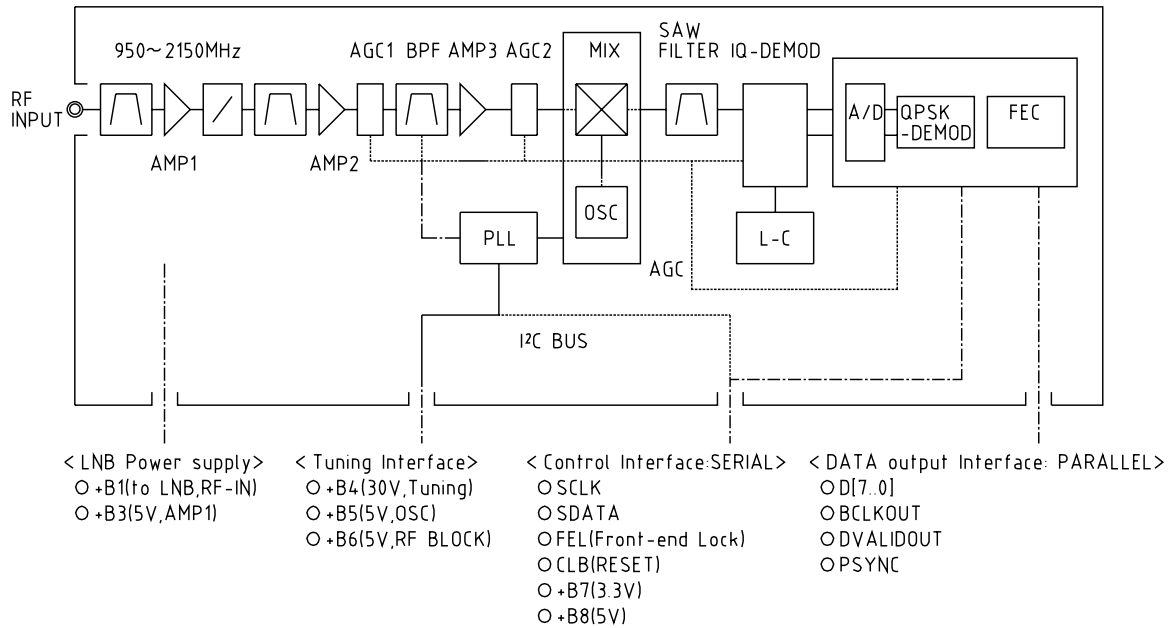 950~2150MHz
AGC1 BPF AMP3 AGC2
MIX
SAW
FILTER IQ-DEMOD
RF
INPUT
AMP1
AMP2
A/D
QPSK
-DEMOD
FEC
OSC
PLL
L-C
AGC
I²C BUS
<LNB Power supply>
+B1(to LNB,RF-IN)
+B3(5V,AMP1)
<Tuning Interface>
+B4(30V,Tuning)
+B5(5V,OSC)
+B6(5V,RF BLOCK)
<Control Interface:SERIAL>
SCLK
SDATA
FEL(Front-end Lock)
CLB(RESET)
+B7(3.3V)
+B8(5V)
<DATA output Interface: PARALLEL>
D[7..0]
BCLKOUT
DVALIDOUT
PSYNC